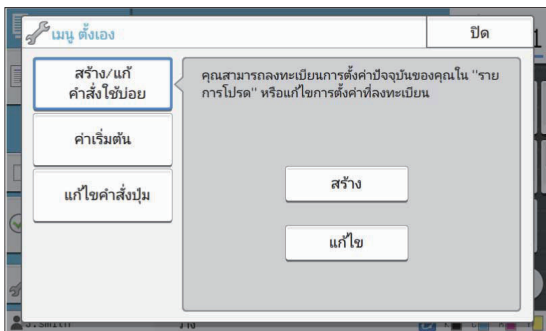 เมนู ตั้งเอง
ปิด
สร้าง/แก้
คำสั่งใช้บ่อย
คุณสามารถลงทะเบียนการตั้งค่าปัจจุบันของคุณใน "ราย
การโปรด" หรือแก้ไขการตั้งค่าที่ลงทะเบียน
ค่าเริ่มต้น
แก้ไขคำสั่งปุ่ม
สร้าง
แก้ไข